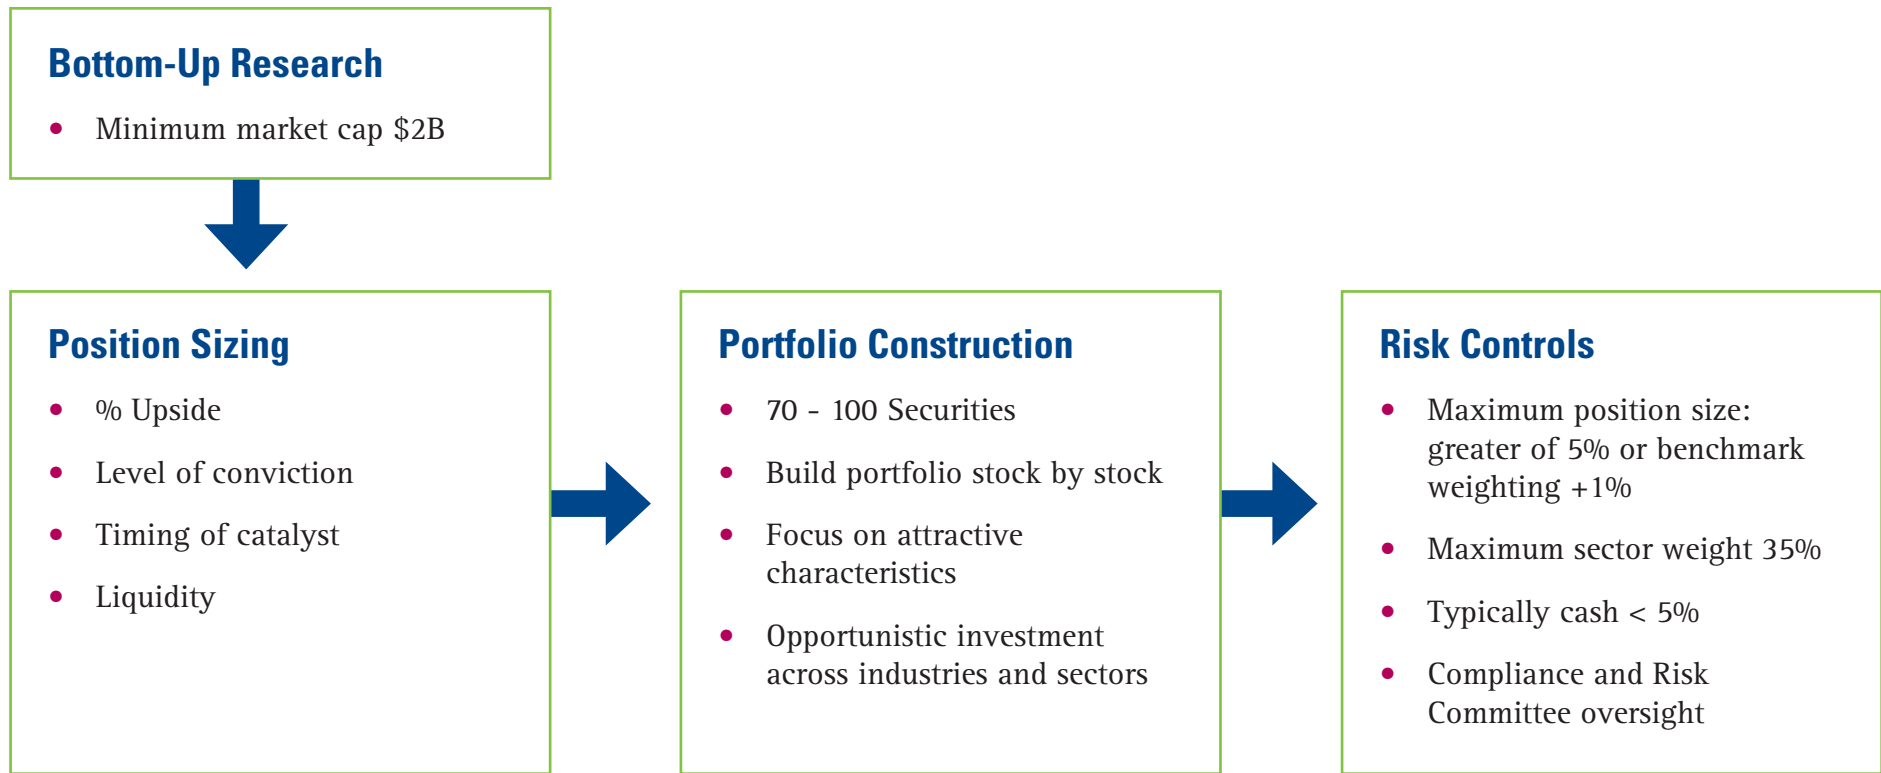 Bottom-Up Research
• Minimum market cap $2B
Position Sizing
• % Upside
• Level of conviction
• Timing of catalyst
• Liquidity
Portfolio Construction
• 70 - 100 Securities
• Build portfolio stock by stock
• Focus on attractive
characteristics
• Opportunistic investment
across industries and sectors
Risk Controls
• Maximum position size:
greater of 5% or benchmark
weighting +1%
• Maximum sector weight 35%
• Typically cash < 5%
• Compliance and Risk
Committee oversight